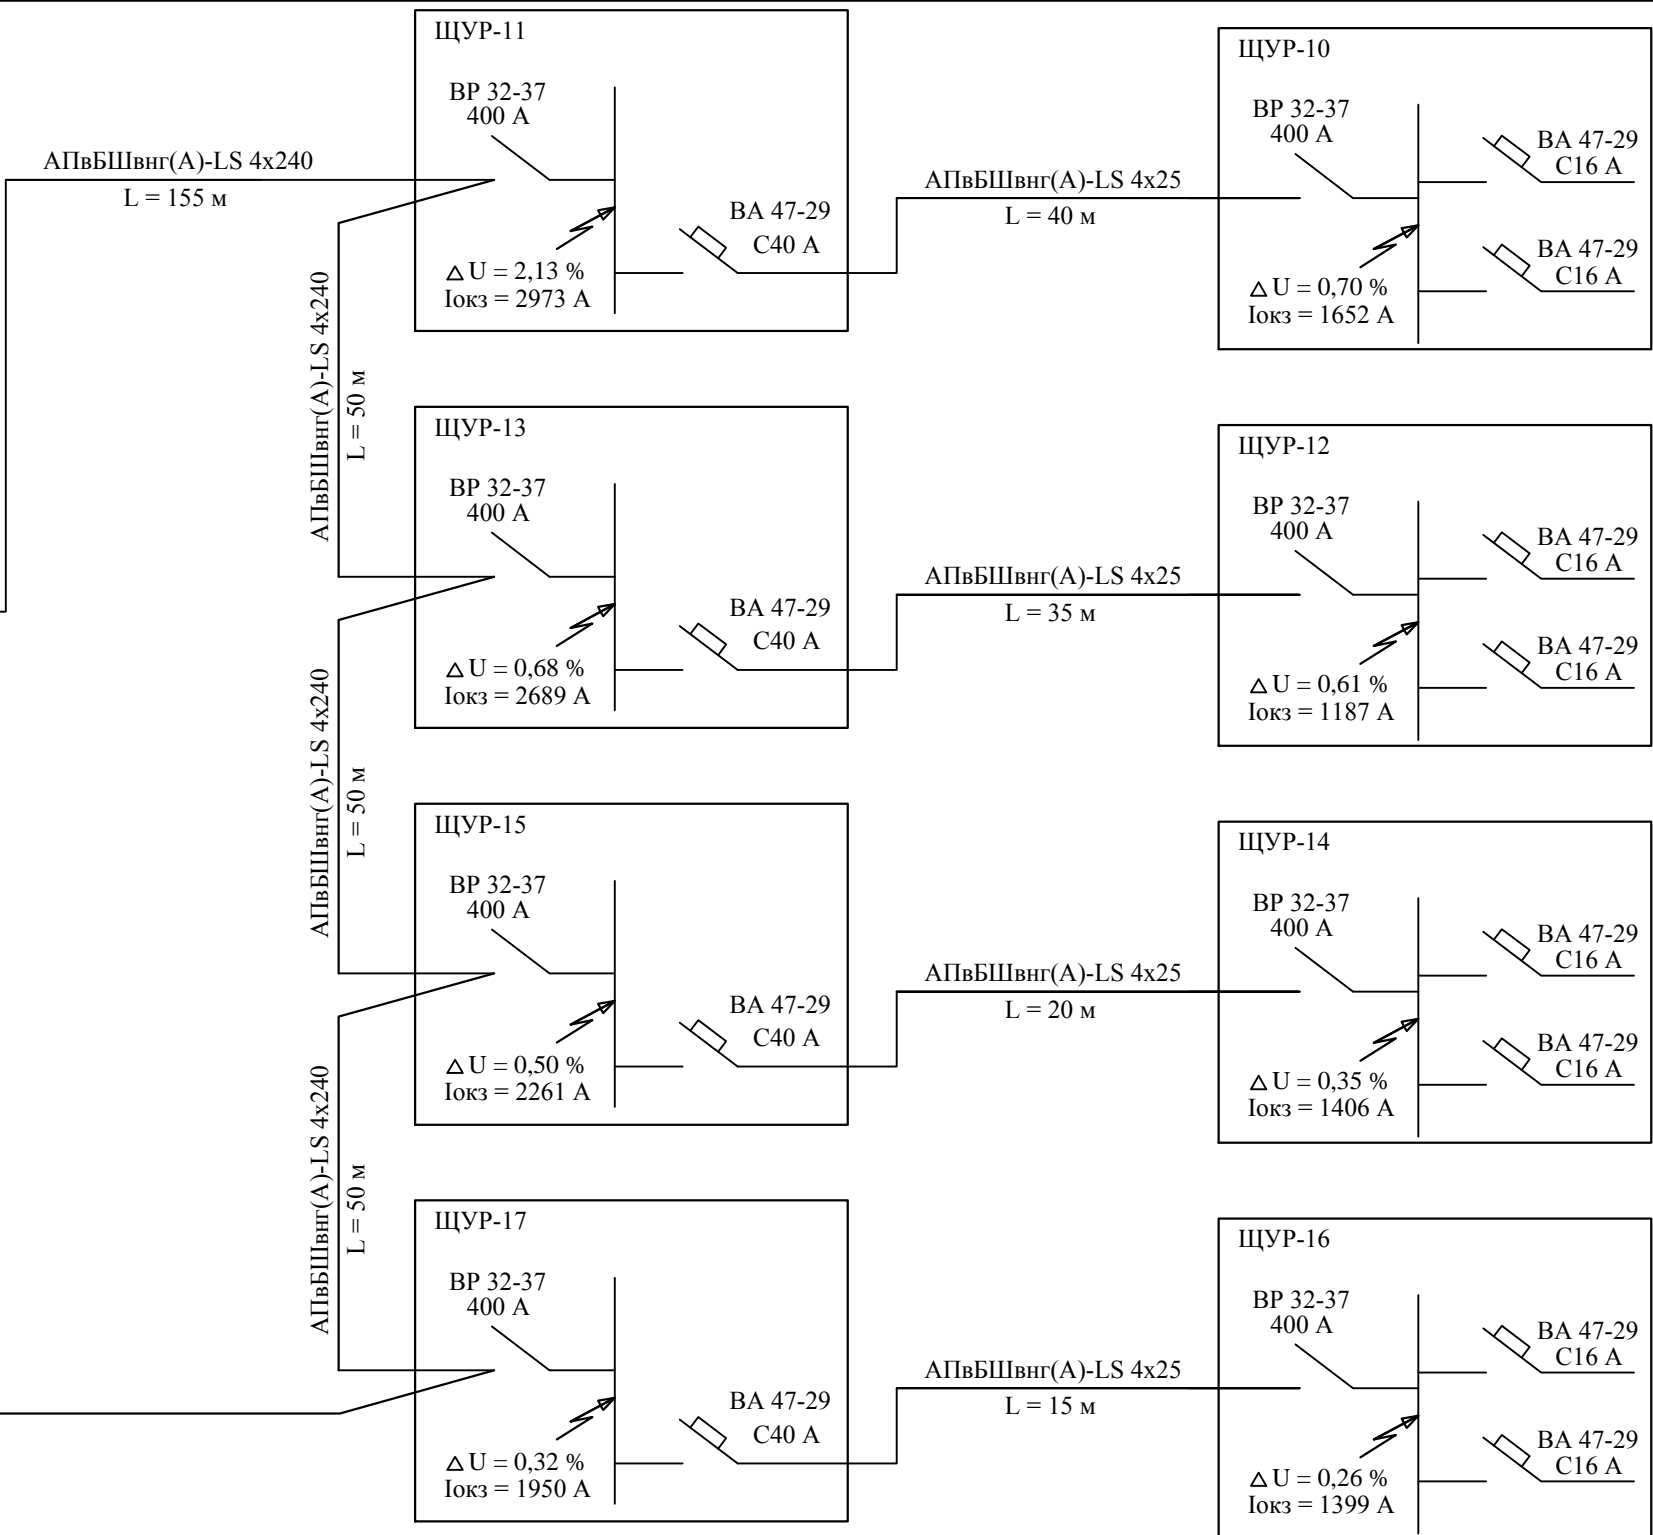 ЩУР-11
ВР 32-37
400 А
ВА 47-29
С40 А
△ U = 2,13 %
Iокз = 2973 А
АПвБШвнг(А)-LS 4х240
L = 155 м
АПвБШвнг(А)-LS 4х25
L = 40 м
ЩУР-10
ВР 32-37
400 А
ВА 47-29
С16 А
ВА 47-29
С16 А
△ U = 0,70 %
Iокз = 1652 А
АПвБШвнг(А)-LS 4х240
L = 50 м
ЩУР-13
ВР 32-37
400 А
ВА 47-29
С40 А
△ U = 0,68 %
Iокз = 2689 А
АПвБШвнг(А)-LS 4х25
L = 35 м
ЩУР-12
ВР 32-37
400 А
ВА 47-29
С16 А
ВА 47-29
С16 А
△ U = 0,61 %
Iокз = 1187 А
АПвБШвнг(А)-LS 4х240
L = 50 м
ЩУР-15
ВР 32-37
400 А
ВА 47-29
С40 А
△ U = 0,50 %
Iокз = 2261 А
АПвБШвнг(А)-LS 4х25
L = 20 м
ЩУР-14
ВР 32-37
400 А
ВА 47-29
С16 А
ВА 47-29
С16 А
△ U = 0,35 %
Iокз = 1406 А
АПвБШвнг(А)-LS 4х240
L = 50 м
ЩУР-17
ВР 32-37
400 А
ВА 47-29
С40 А
△ U = 0,32 %
Iокз = 1950 А
АПвБШвнг(А)-LS 4х25
L = 15 м
ЩУР-16
ВР 32-37
400 А
ВА 47-29
С16 А
ВА 47-29
С16 А
△ U = 0,26 %
Iокз = 1399 А